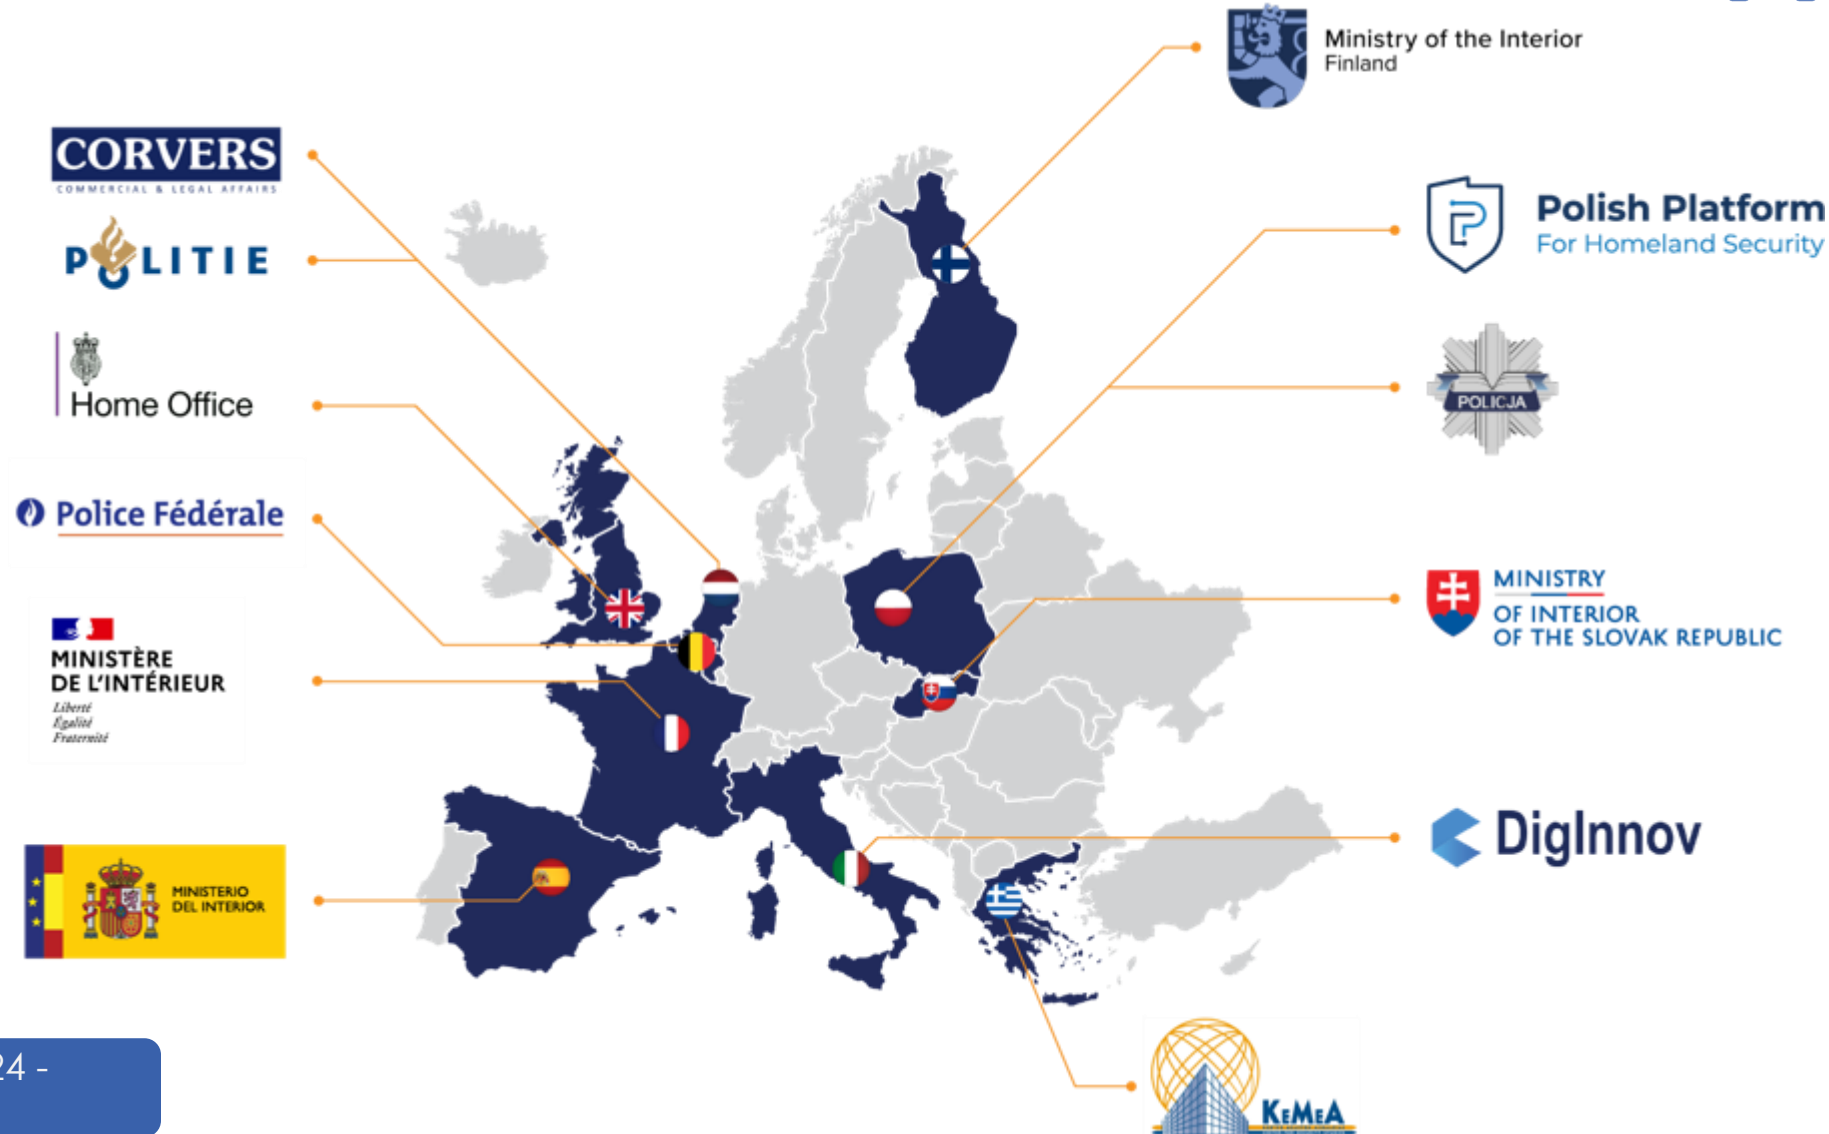 Ministry of the Interior
Finland
CORVERS
COMMERCIAL & LEGAL AFFAIRS
POLITIE
Home Office
Police Fédérale
MINISTÈRE
DE L'INTÉRIEUR
Liberté
Égalité
Fraternité
MINISTERIO
DEL INTERIOR
Polish Platform
For Homeland Security
POLICJA
MINISTRY
OF INTERIOR
OF THE SLOVAK REPUBLIC
DigInnov
KEMEA
24 -